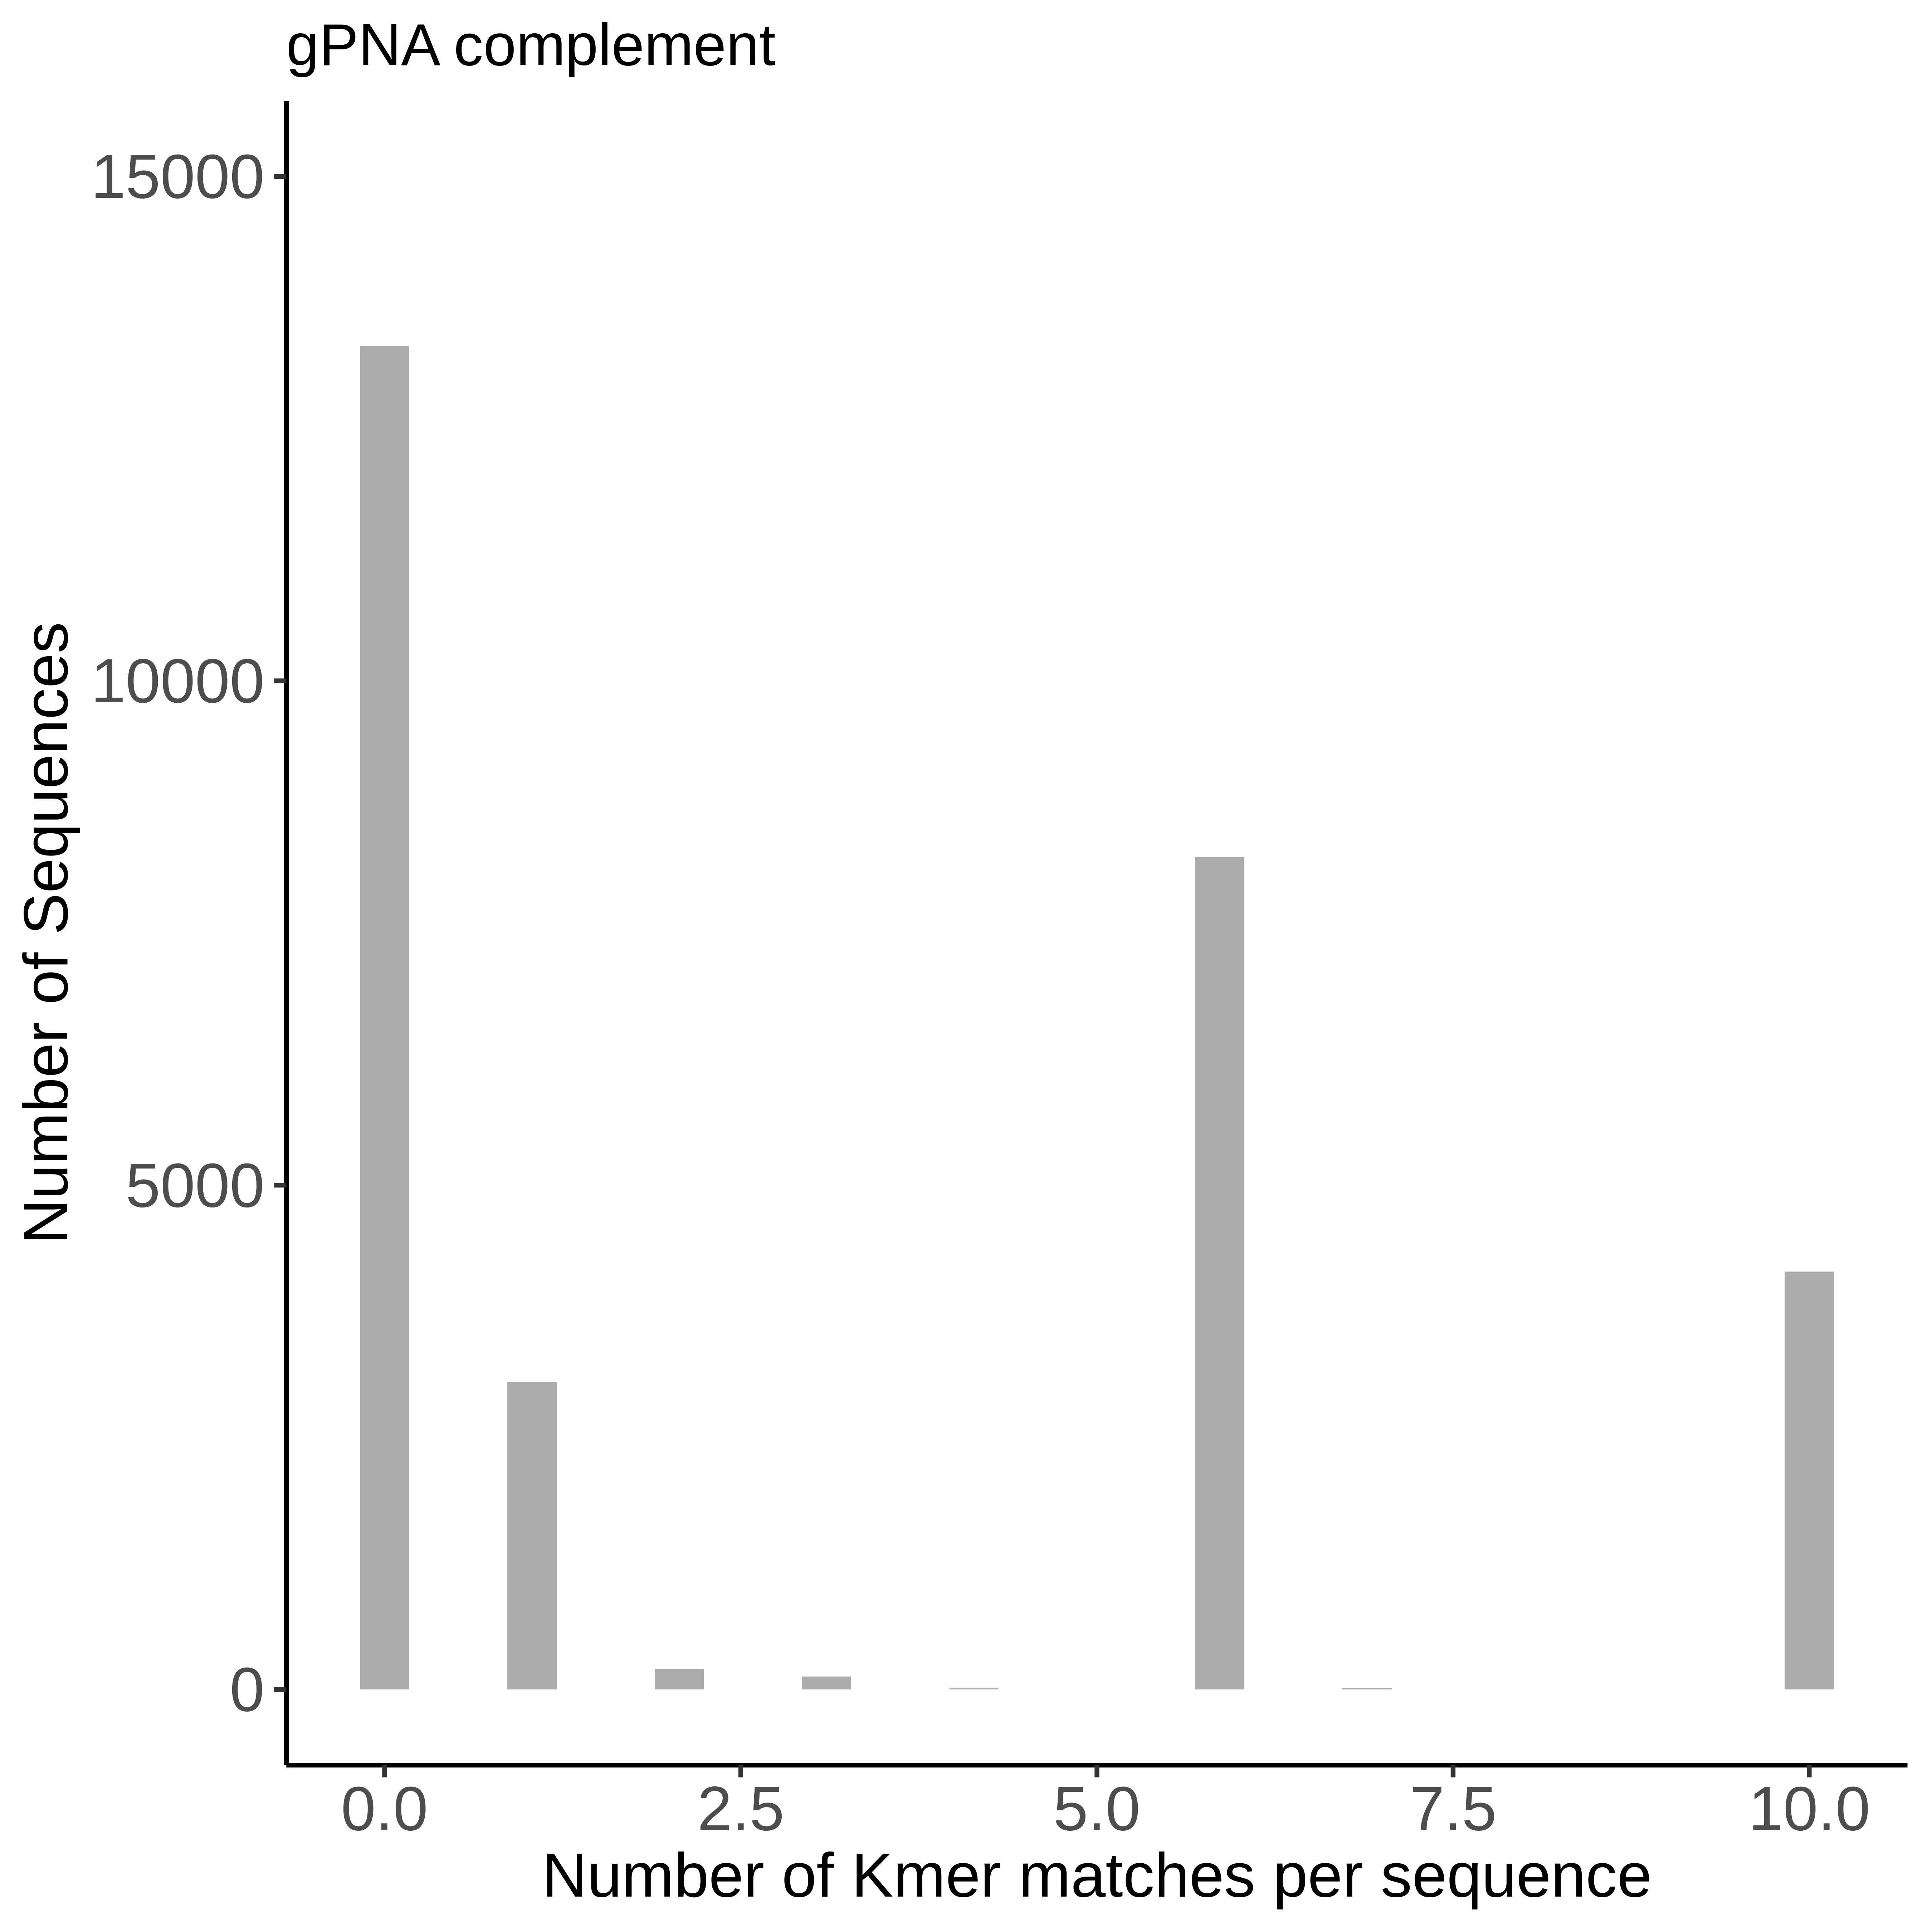 gPNA complement
15000
10000
5000
0
Number of Sequences
0.0 2.5 5.0 7.5 10.0
Number of Kmer matches per sequence